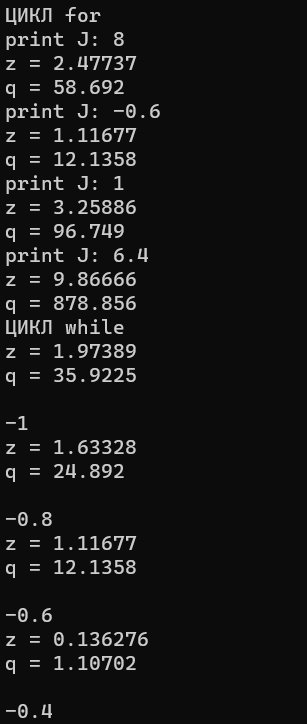 ЦИКЛ for
print J: 8
z = 2.47737
q = 58.692
print J: -0.6
z = 1.11677
q = 12.1358
print J: 1
z = 3.25886
q = 96.749
print J: 6.4
z = 9.86666
q = 878.856
ЦИКЛ while
z = 1.97389
q = 35.9225
-1
z = 1.63328
q = 24.892
-0.8
z = 1.11677
q = 12.1358
-0.6
z = 0.136276
q = 1.10702
-0.4